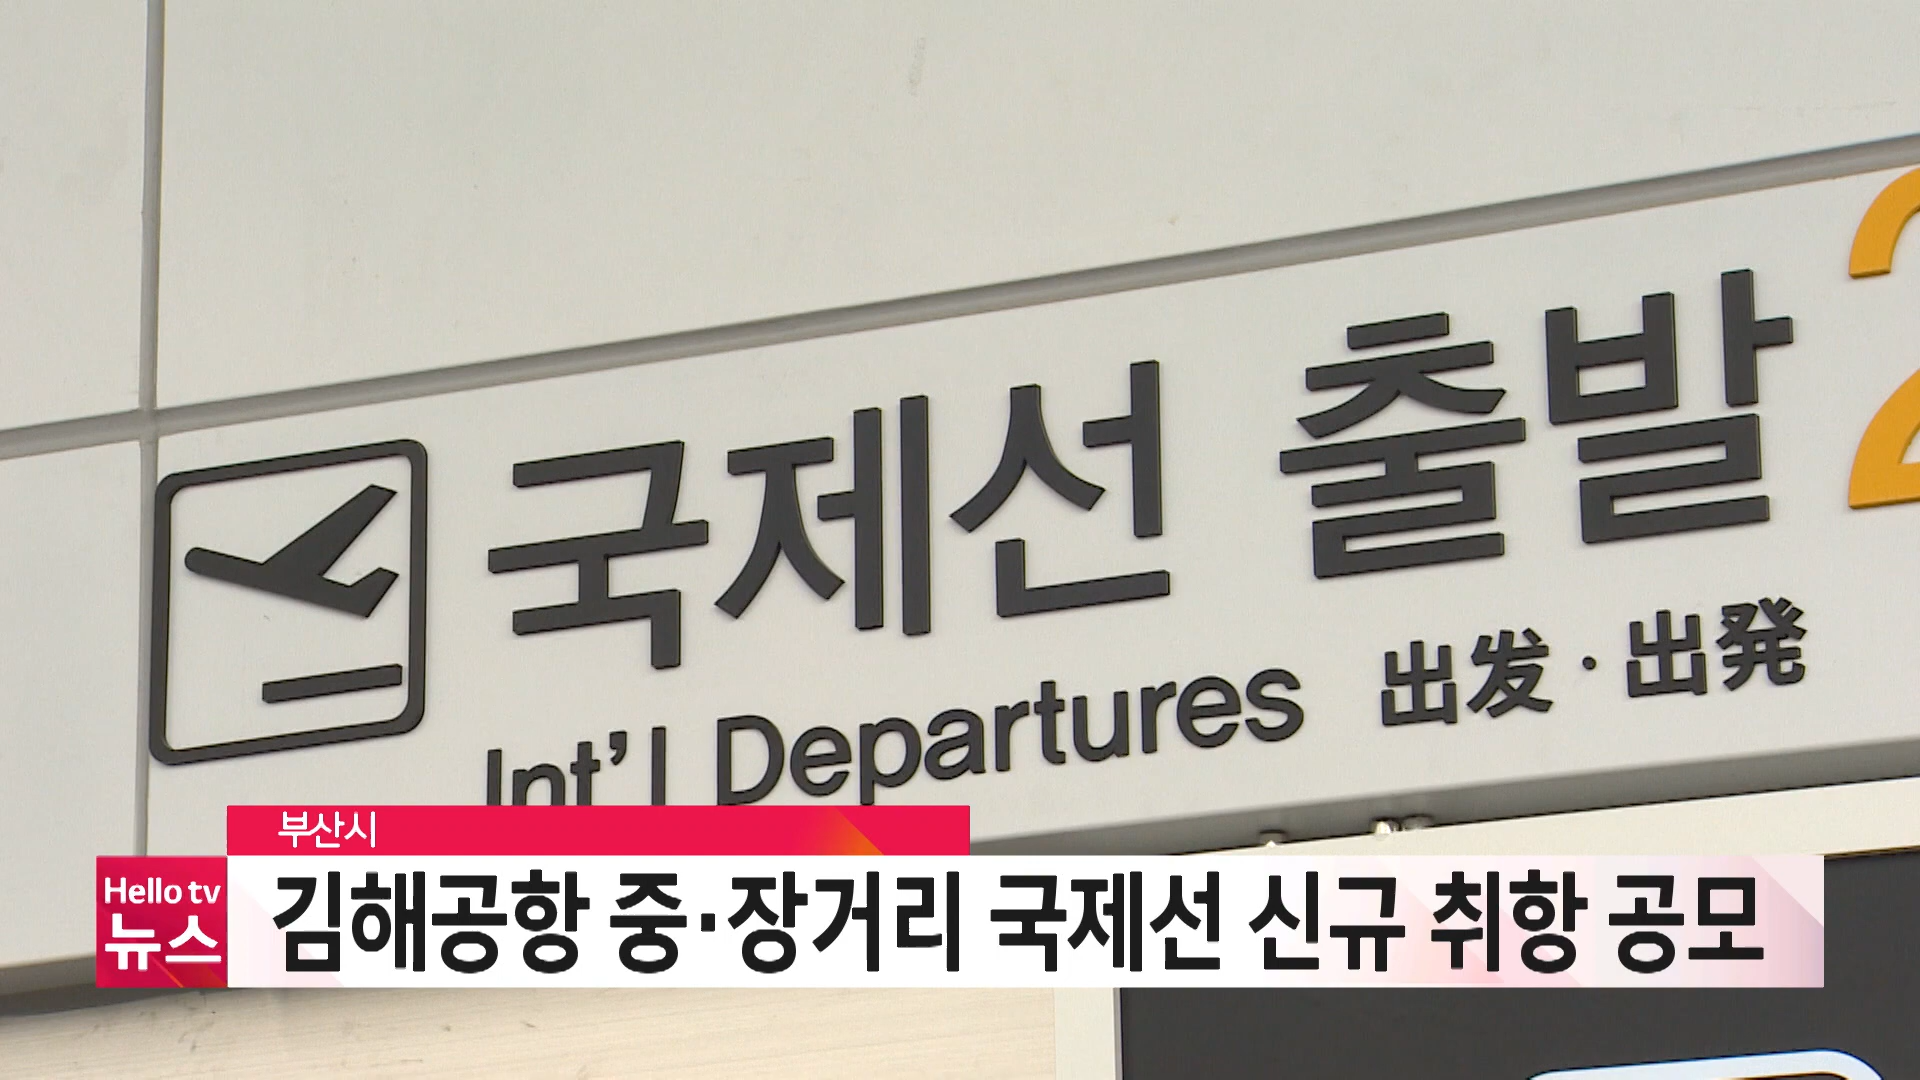 국제선 출발 2
Int'l Departures 出发·出発
부산시
Hello tv
뉴스
김해공항 중·장거리 국제선 신규 취항 공모